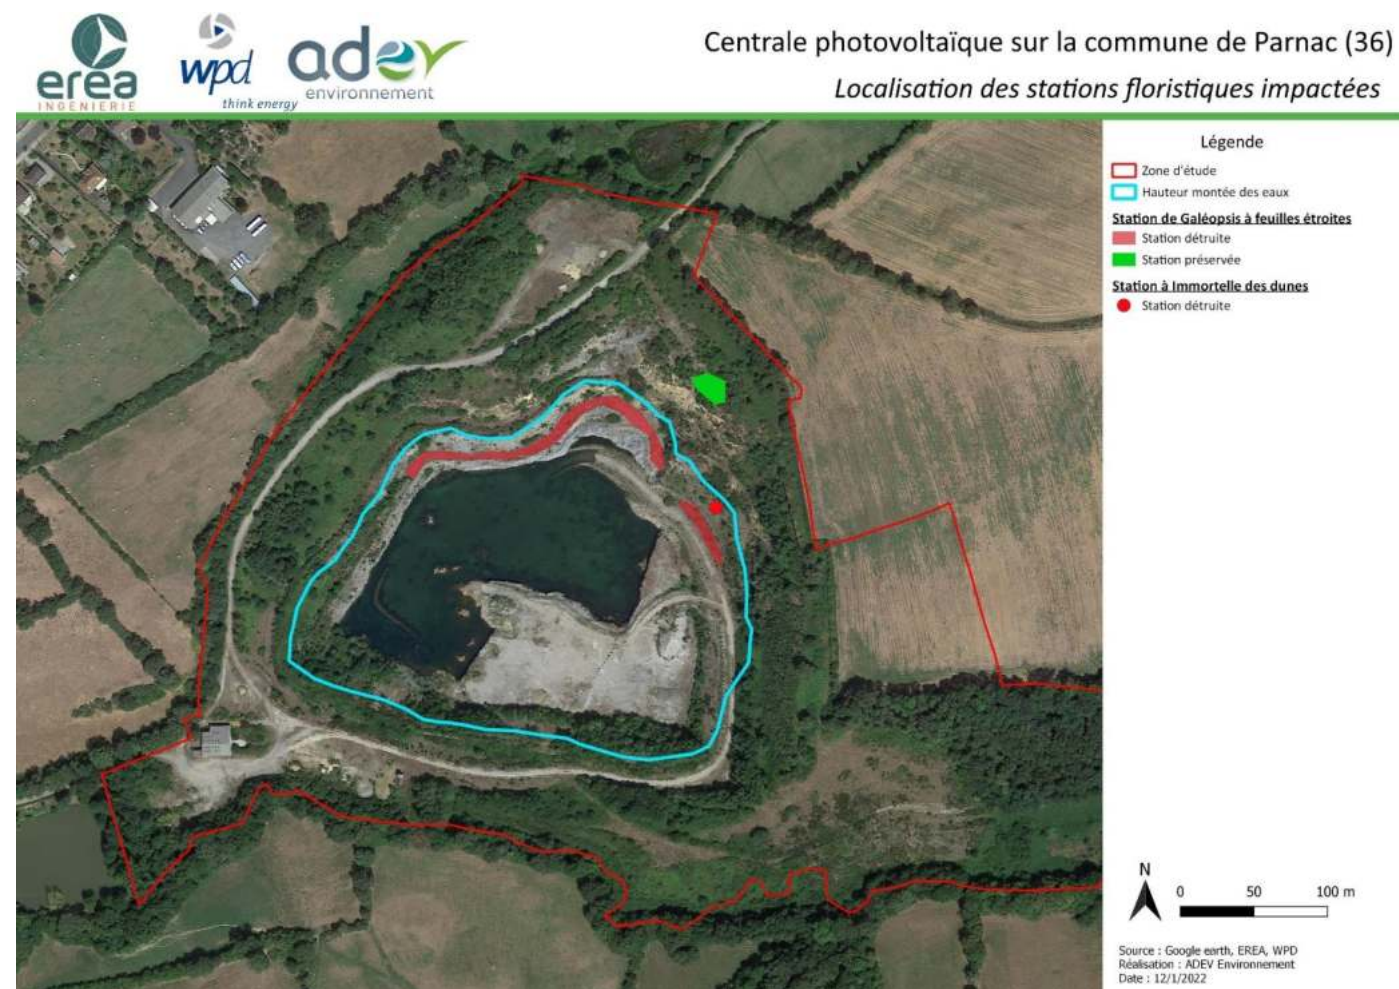 erea
INGENIERIE
wpd
think energy
adev
environnement
Centrale photovoltaïque sur la commune de Parnac (36)
Localisation des stations floristiques impactées
Légende
Zone d'étude
Hauteur montée des eaux
Station de Galéopsis à feuilles étroites
Station détruite
Station préservée
Station à Immortelle des dunes
Station détruite
N
0 50 100 m
Source : Google earth, EREA, WPD
Réalisation : ADEV Environnement
Date : 12/1/2022